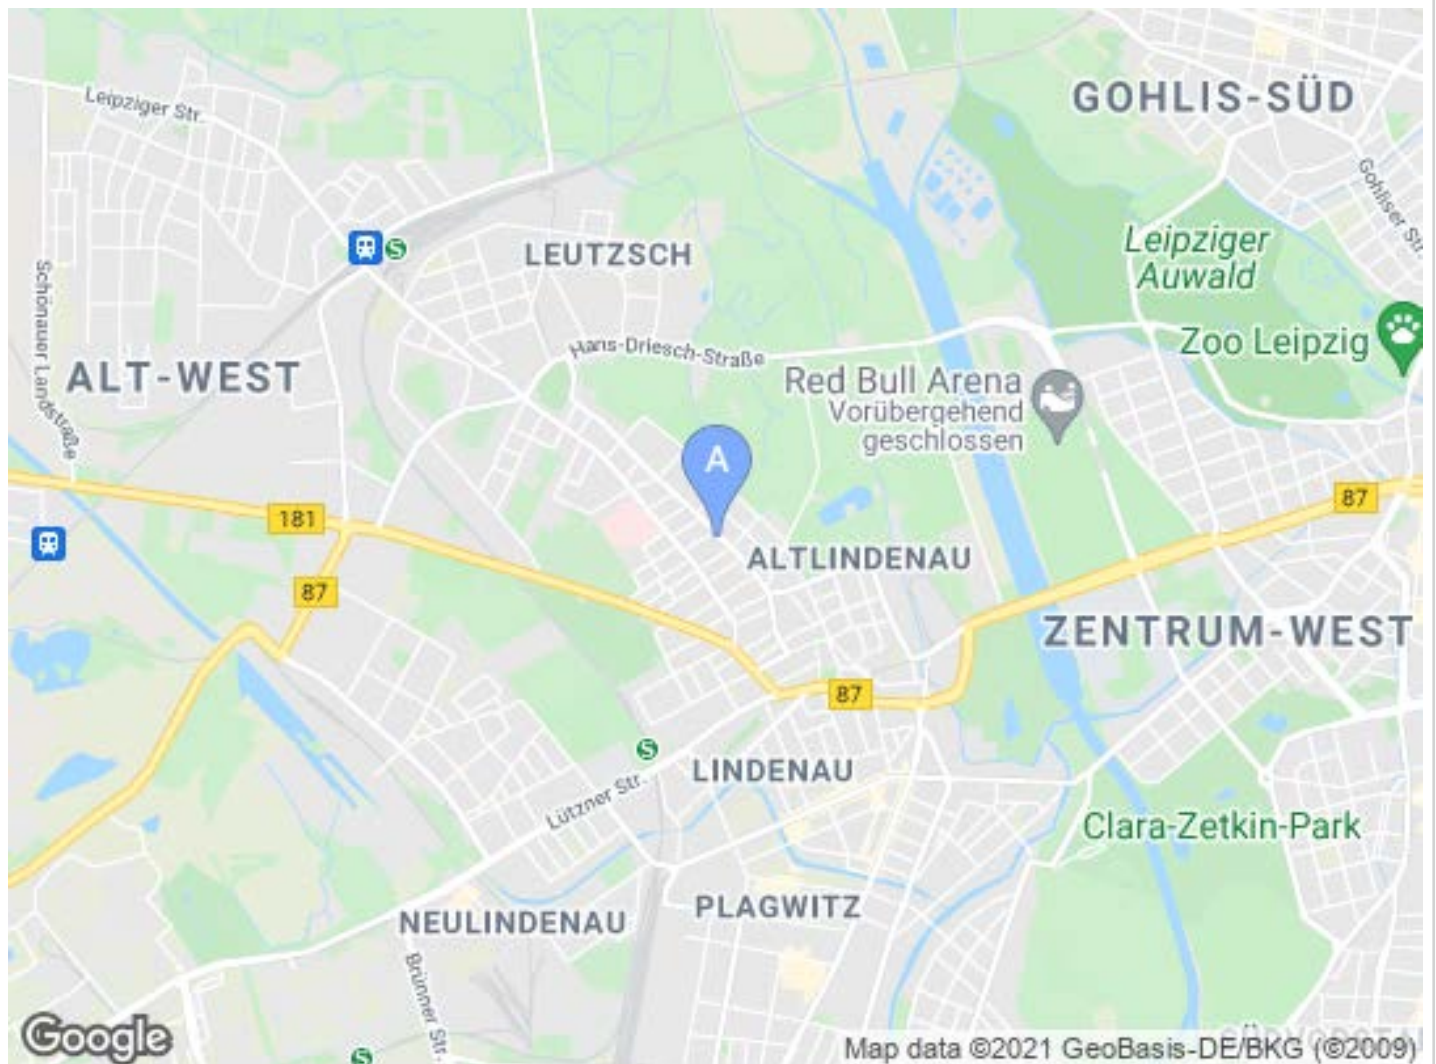 GOHLIS-SÜD
Leipziger Str.
Gohliser Str.
Leipziger
Auwald
LEUTZSCH
S
Schönauer Landstraße
Zoo Leipzig
Hans-Driesch-Straße
ALT-WEST
Red Bull Arena
Vorübergehend
geschlossen
A
87
181
ALTLINDENAU
87
ZENTRUM-WEST
87
S
LINDENAU
Lützner Str.
Clara-Zetkin-Park
PLAGWITZ
NEULINDENAU
Brünner Str.
Google
S
Map data ©2021 GeoBasis-DE/BKG (©2009)